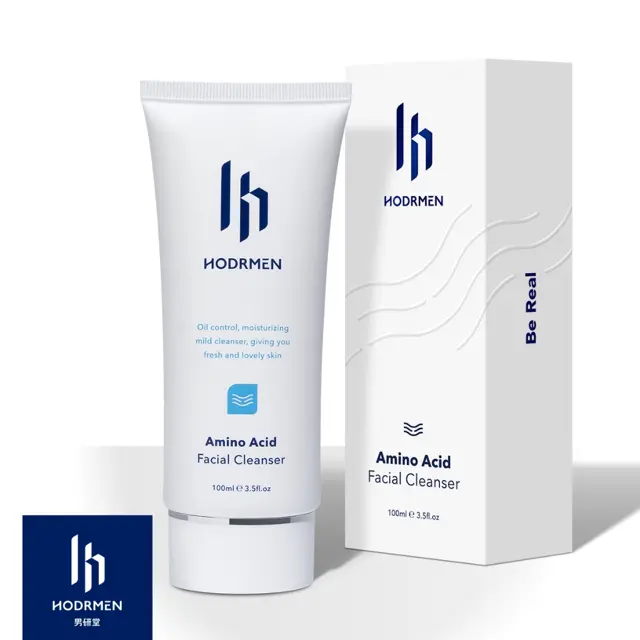 HODRMEN
Oil control, moisturizing
mild cleanser, giving you
fresh and lovely skin
Amino Acid
Facial Cleanser
100ml ℮ 3.5fl.oz
HODRMEN
Be Real
Amino Acid
Facial Cleanser
100ml ℮ 3.5fl.oz
HODRMEN
男研堂